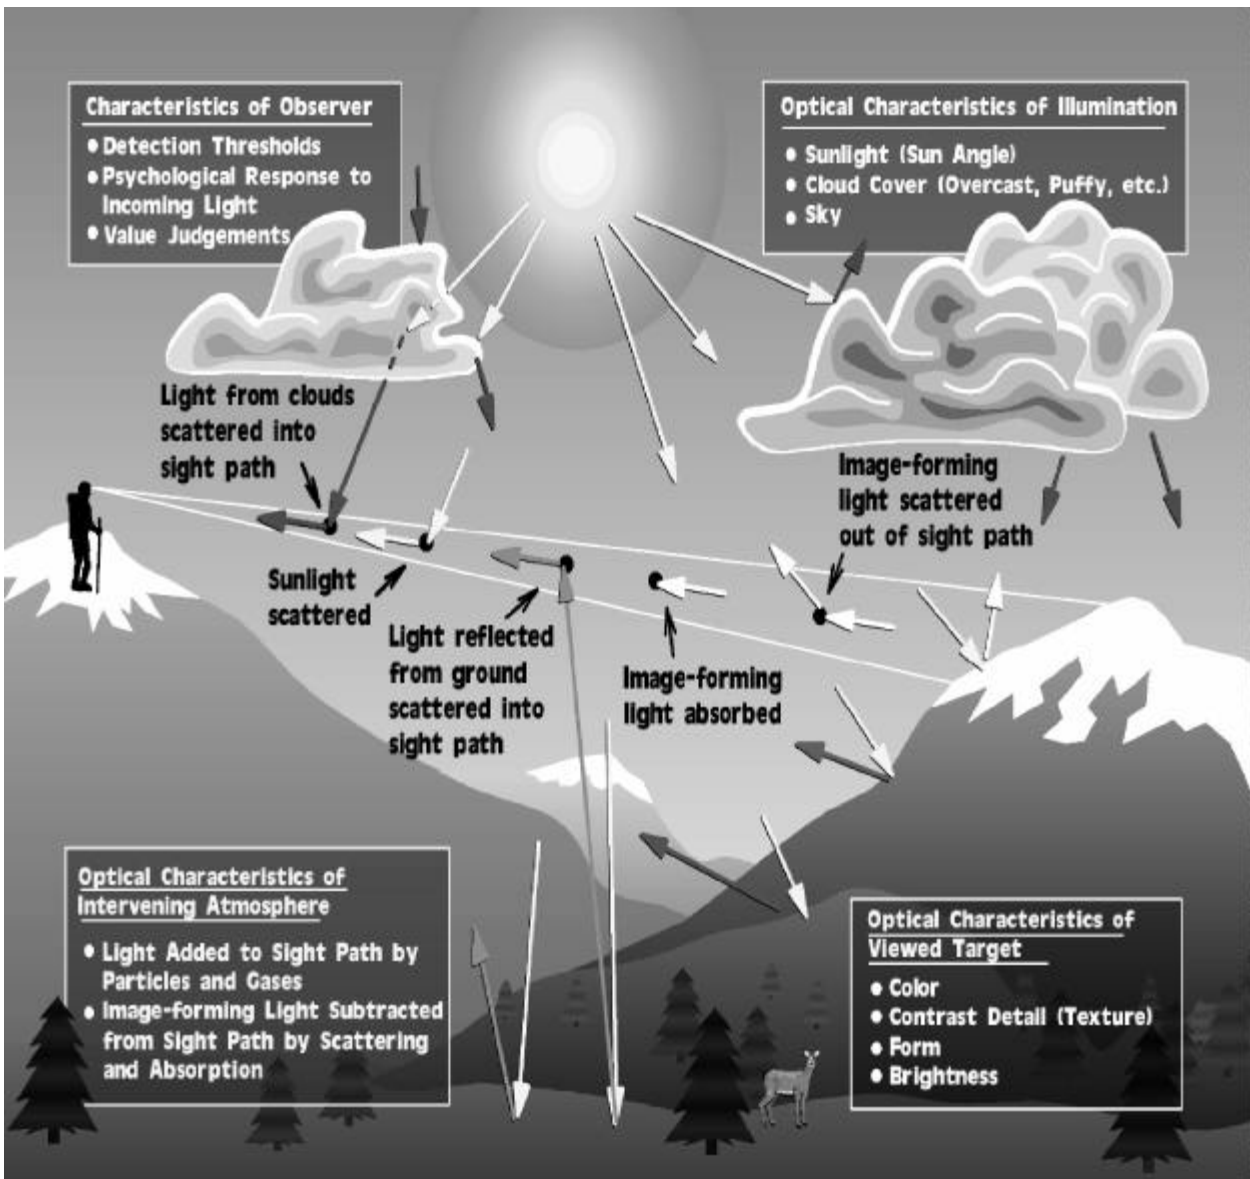 Characteristics of Observer
• Detection Thresholds
• Psychological Response to
Incoming Light
• Value Judgements
Optical Characteristics of Illumination
• Sunlight (Sun Angle)
• Cloud Cover (Overcast, Puffy, etc.)
• Sky
Light from clouds
scattered into
sight path
Image-forming
light scattered
out of sight path
Sunlight
scattered
Light reflected
from ground
scattered into
sight path
Image-forming
light absorbed
Optical Characteristics of
Intervening Atmosphere
• Light Added to Sight Path by
Particles and Gases
• Image-forming Light Subtracted
from Sight Path by Scattering
and Absorption
Optical Characteristics of
Viewed Target
• Color
• Contrast Detail (Texture)
• Form
• Brightness